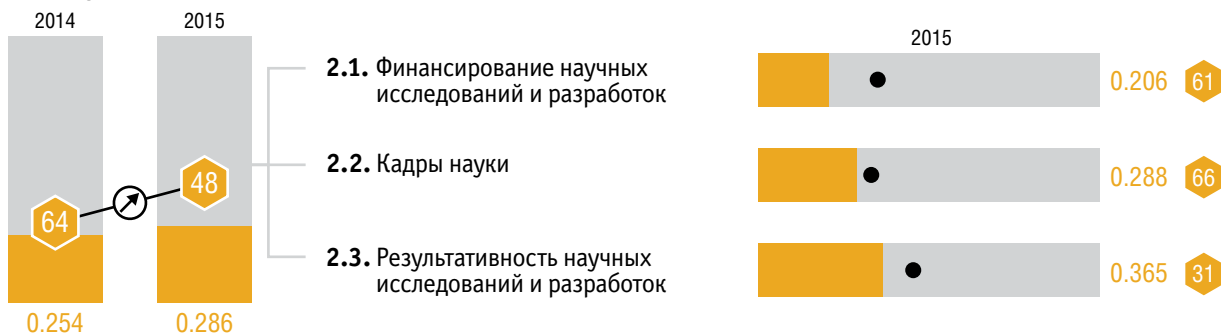 2014 2015
2015
2.1. Финансирование научных
исследований и разработок
0.206 61
2.2. Кадры науки
0.288 66
48
64
2.3. Результативность научных
исследований и разработок
0.365 31
0.254 0.286